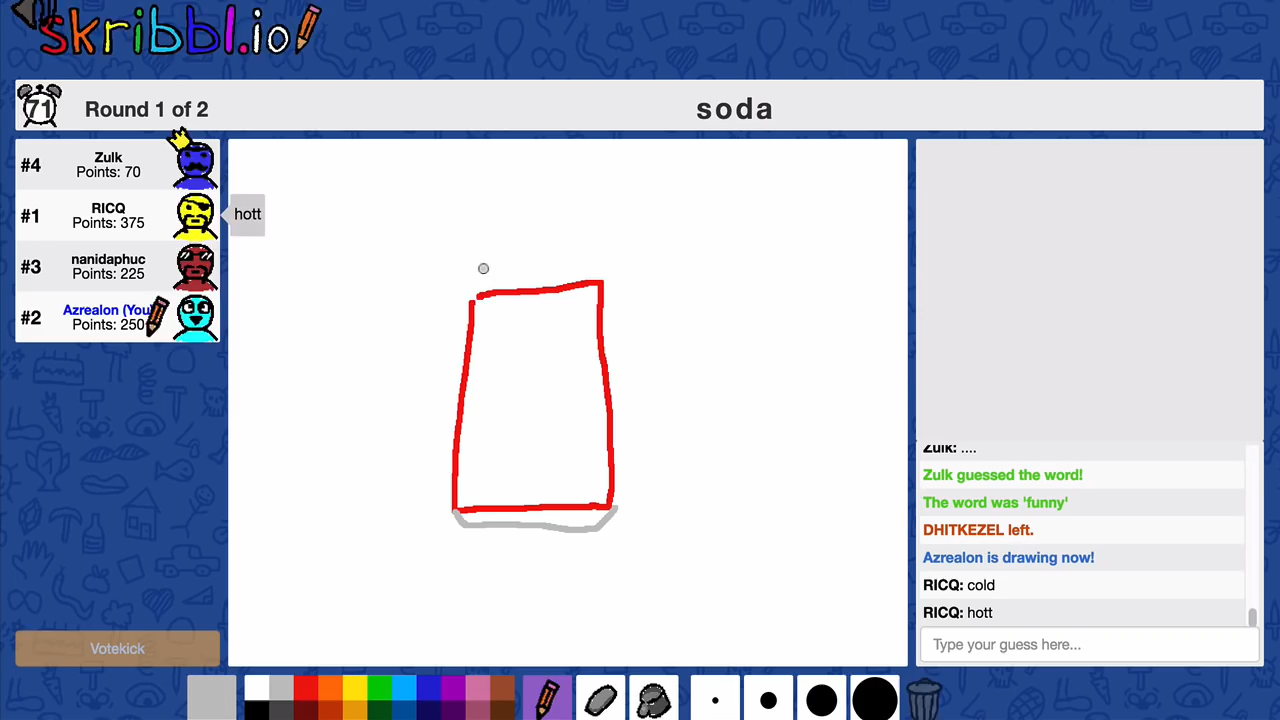 skribbl.io
71
Round 1 of 2
soda
#4
Zulk
Points: 70
#1
RICQ
Points: 375
hott
#3
nanidaphuc
Points: 225
#2
Azrealon (You)
Points: 250
Zulk: ....
Zulk guessed the word!
The word was 'funny'
DHITKEZEL left.
Azrealon is drawing now!
RICQ: cold
RICQ: hott
Type your guess here...
Votekick